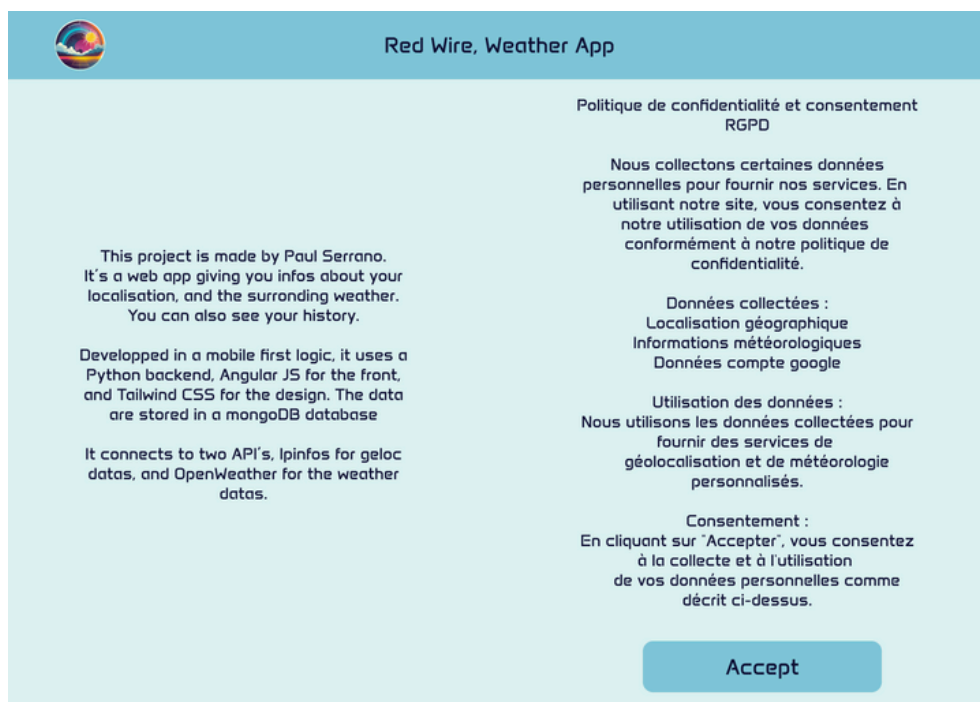 Red Wire, Weather App
This project is made by Paul Serrano.
It's a web app giving you infos about your
localisation, and the surronding weather.
You can also see your history.
Developped in a mobile first logic, it uses a
Python backend, Angular JS for the front,
and Tailwind CSS for the design. The data
are stored in a mongoDB database
It connects to two API's, Ipinfos for geloc
datas, and OpenWeather for the weather
datas.
Politique de confidentialité et consentement
RGPD
Nous collectons certaines données
personnelles pour fournir nos services. En
utilisant notre site, vous consentez à
notre utilisation de vos données
conformément à notre politique de
confidentialité.
Données collectées :
Localisation géographique
Informations météorologiques
Données compte google
Utilisation des données :
Nous utilisons les données collectées pour
fournir des services de
géolocalisation et de météorologie
personnalisés.
Consentement :
En cliquant sur "Accepter", vous consentez
à la collecte et à l'utilisation
de vos données personnelles comme
décrit ci-dessus.
Accept